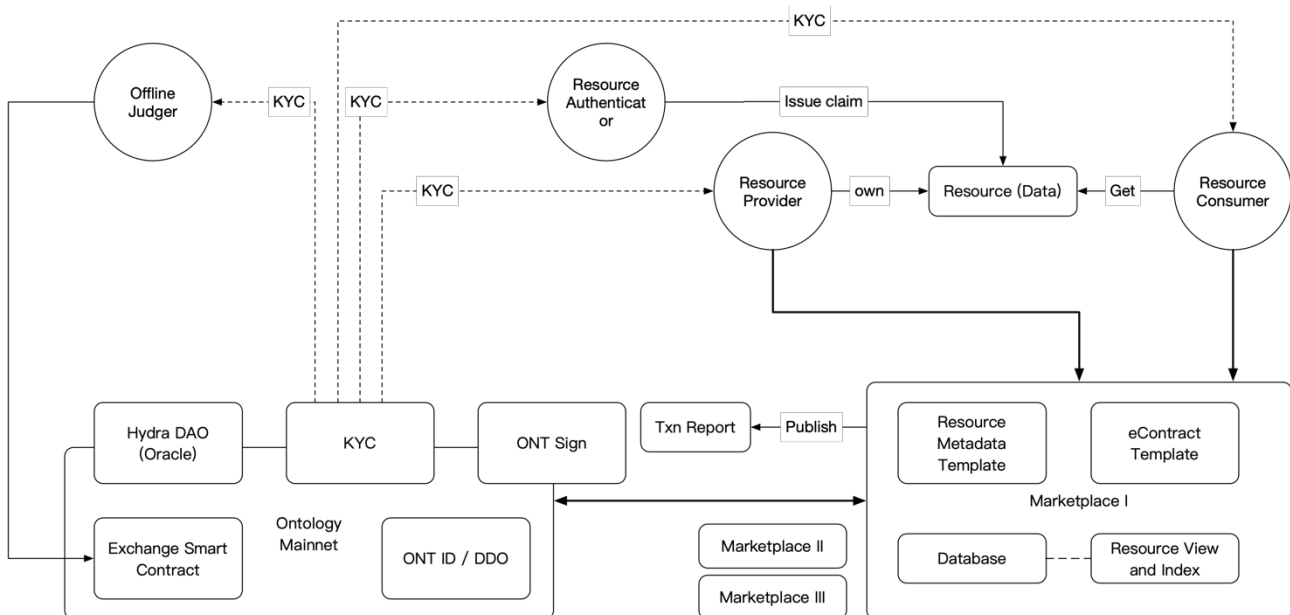 KYC
Offline
Judger
KYC
KYC
Resource
Authenticat
or
Issue claim
KYC
Resource
Provider
own
Resource (Data)
Get
Resource
Consumer
Hydra DAO
(Oracle)
KYC
ONT Sign
Txn Report
Publish
Resource
Metadata
Template
eContract
Template
Marketplace I
Ontology
Mainnet
Exchange Smart
Contract
ONT ID / DDO
Marketplace II
Marketplace III
Database
Resource View
and Index